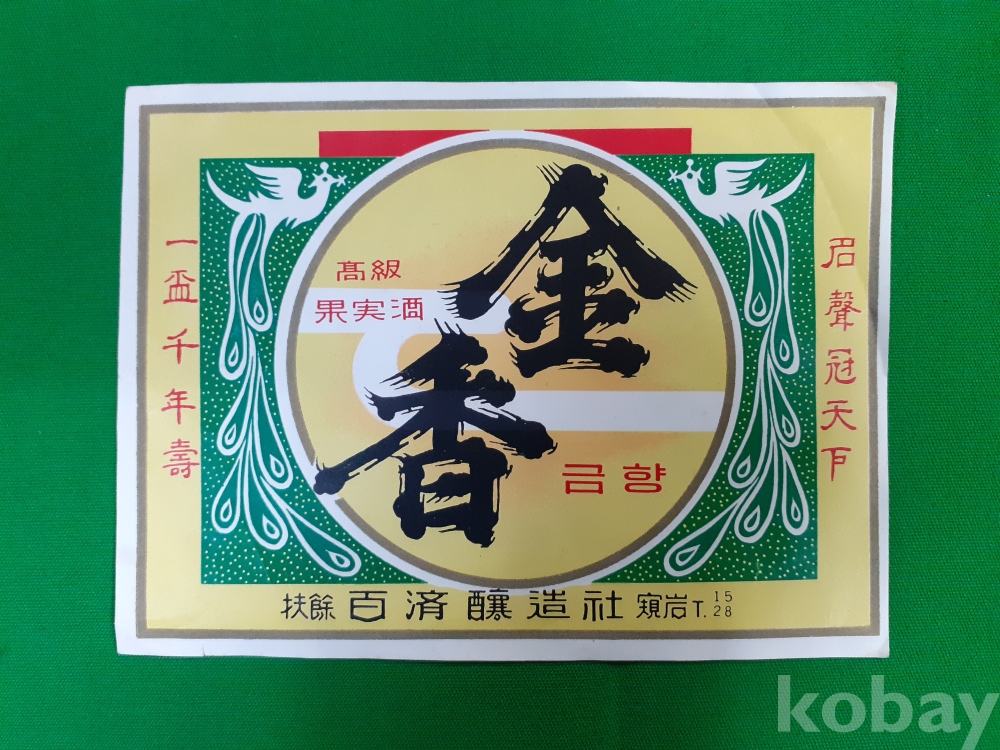 金香
高級
果実酒
금향
一盃千年壽
名聲冠天下
扶餘 百済釀造社 窺岩 T. 15 28
kobay